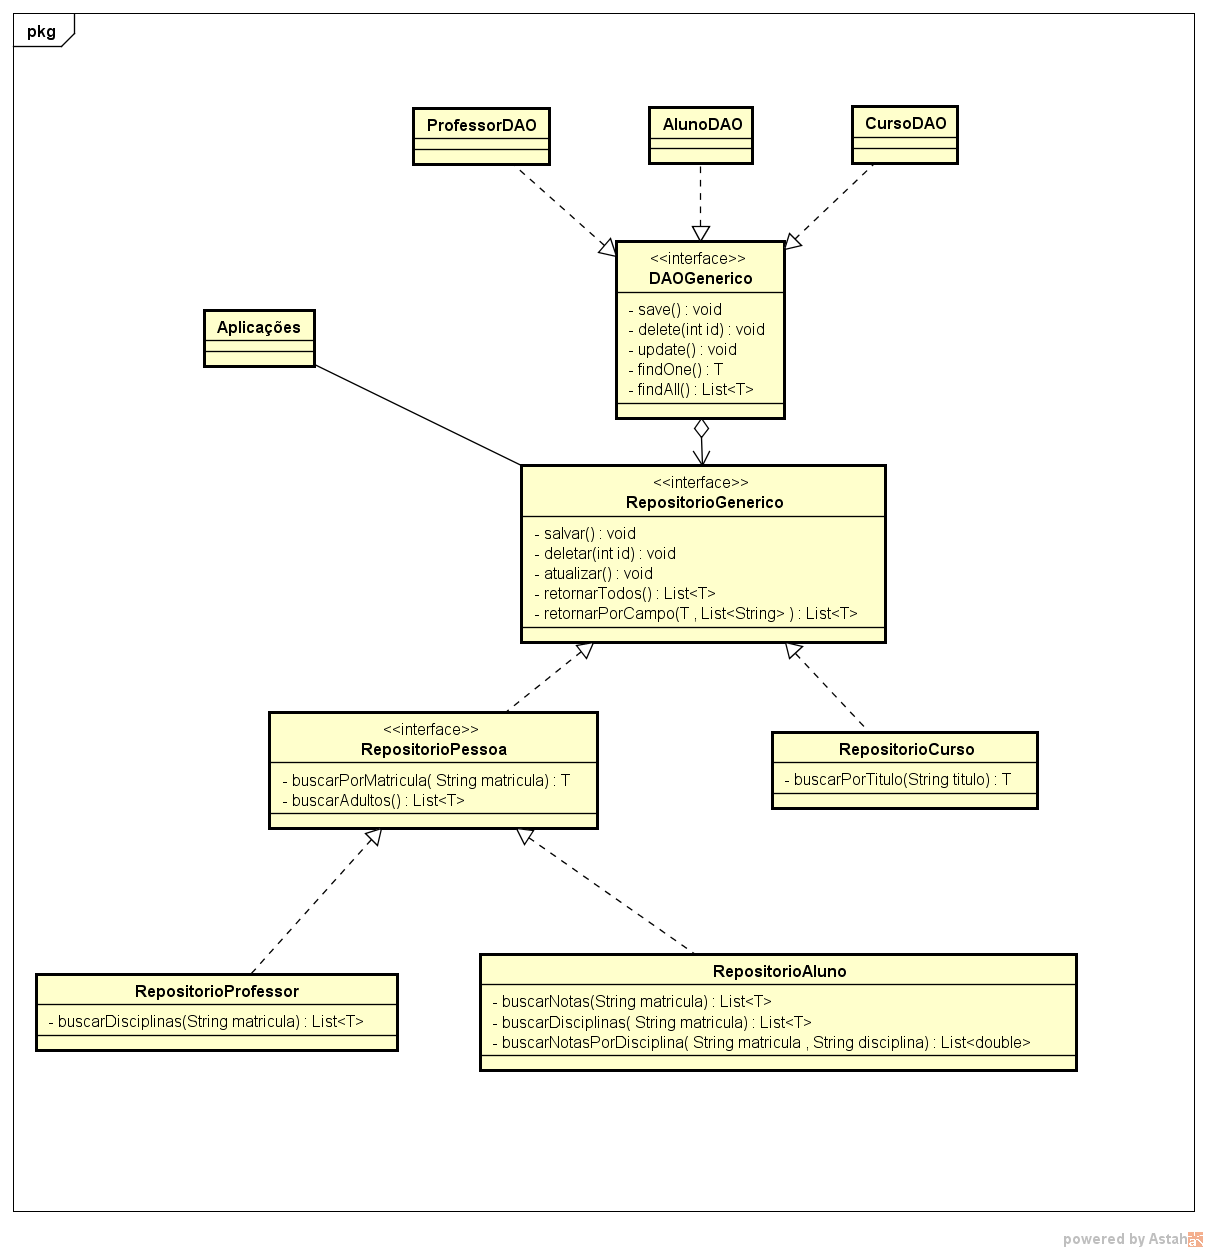 pkg
ProfessorDAO
AlunoDAO
CursoDAO
<<interface>>
DAOGenerico
- save() : void
- delete(int id) : void
- update() : void
- findOne() : T
- findAll() : List<T>
Aplicações
<<interface>>
RepositorioGenerico
- salvar() : void
- deletar(int id) : void
- atualizar() : void
- retornarTodos() : List<T>
- retornarPorCampo(T , List<String> ) : List<T>
<<interface>>
RepositorioPessoa
- buscarPorMatricula( String matricula) : T
- buscarAdultos() : List<T>
RepositorioCurso
- buscarPorTitulo(String titulo) : T
RepositorioProfessor
- buscarDisciplinas(String matricula) : List<T>
RepositorioAluno
- buscarNotas(String matricula) : List<T>
- buscarDisciplinas( String matricula) : List<T>
- buscarNotasPorDisciplina( String matricula , String disciplina) : List<double>
powered by Astah